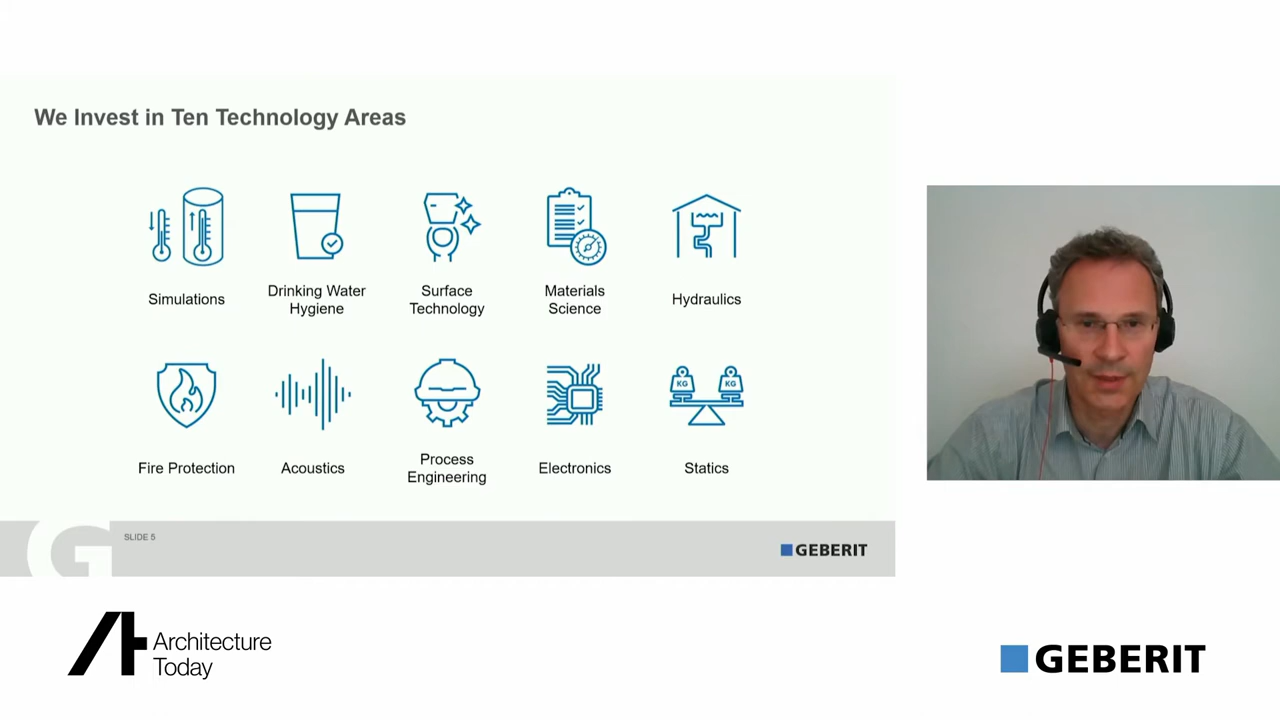 We Invest in Ten Technology Areas
Simulations
Drinking Water
Hygiene
Surface
Technology
Materials
Science
Hydraulics
Fire Protection
Acoustics
Process
Engineering
Electronics
KG
KG
Statics
G
SLIDE 5
GEBERIT
Architecture
Today
GEBERIT